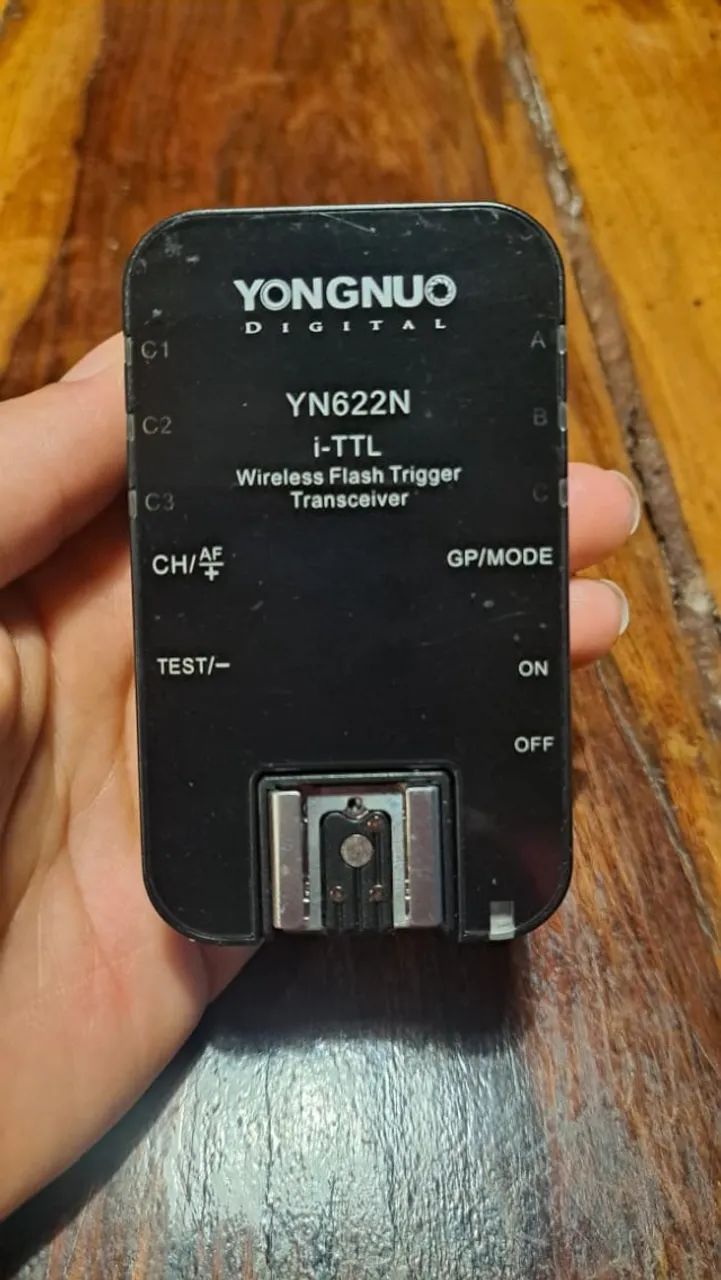 YONGNUO
DIGITAL
C1
A
C2
B
YN622N
i-TTL
Wireless Flash Trigger
Transceiver
C3
C
CH/AF+
GP/MODE
TEST/−
ON
OFF